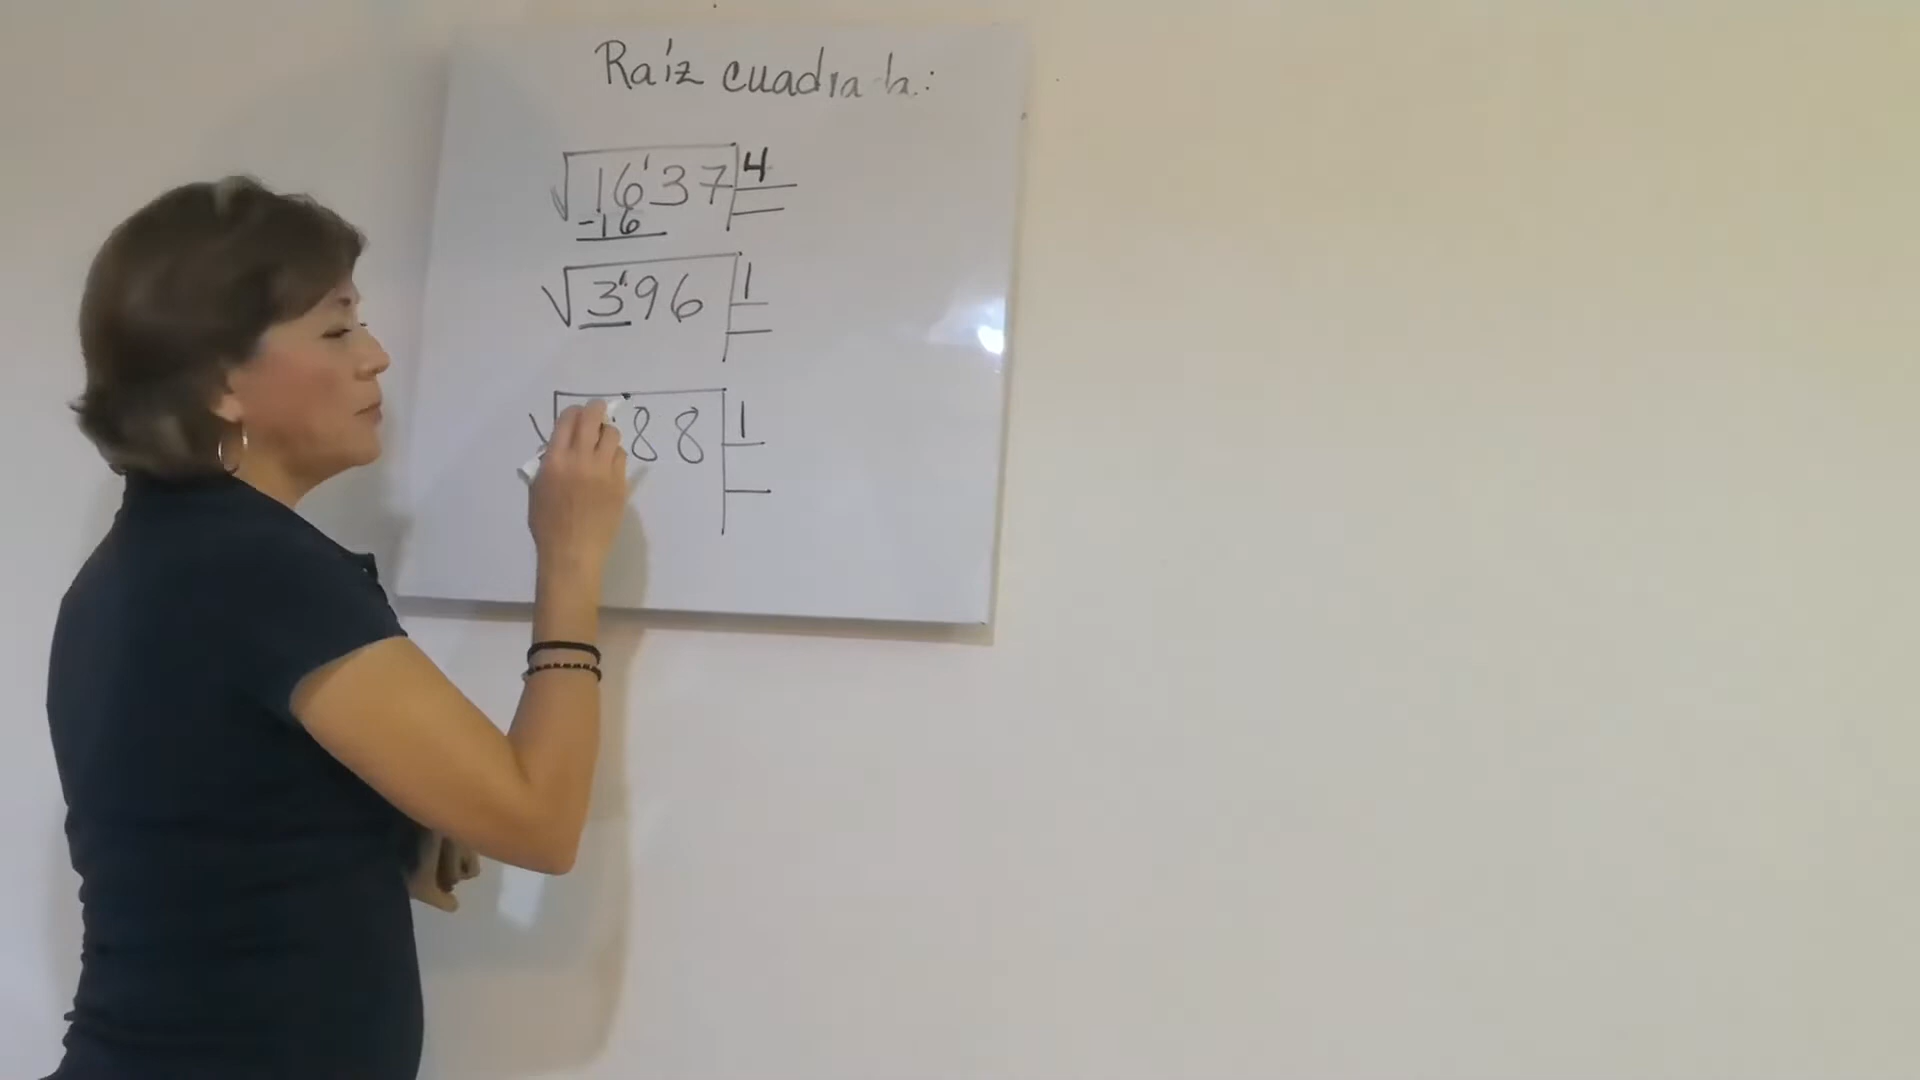 Raíz cuadrada:
√16'37 4
-16
√3'96 1
88 1